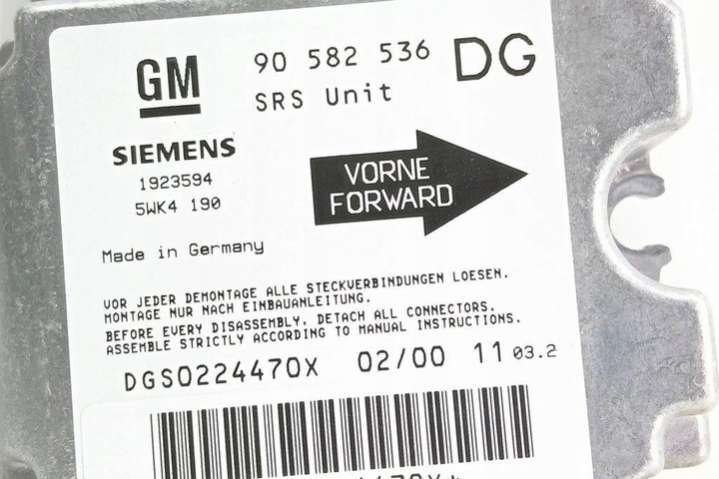 GM
90 582 536 DG
SRS Unit
SIEMENS
1923594
5WK4 190
VORNE
FORWARD
Made in Germany
VOR JEDER DEMONTAGE ALLE STECKVERBINDUNGEN LOESEN.
MONTAGE NUR NACH EINBAUANLEITUNG.
BEFORE EVERY DISASSEMBLY, DETACH ALL CONNECTORS.
ASSEMBLE STRICTLY ACCORDING TO MANUAL INSTRUCTIONS.
DGS0224470X 02/00 11 03.2